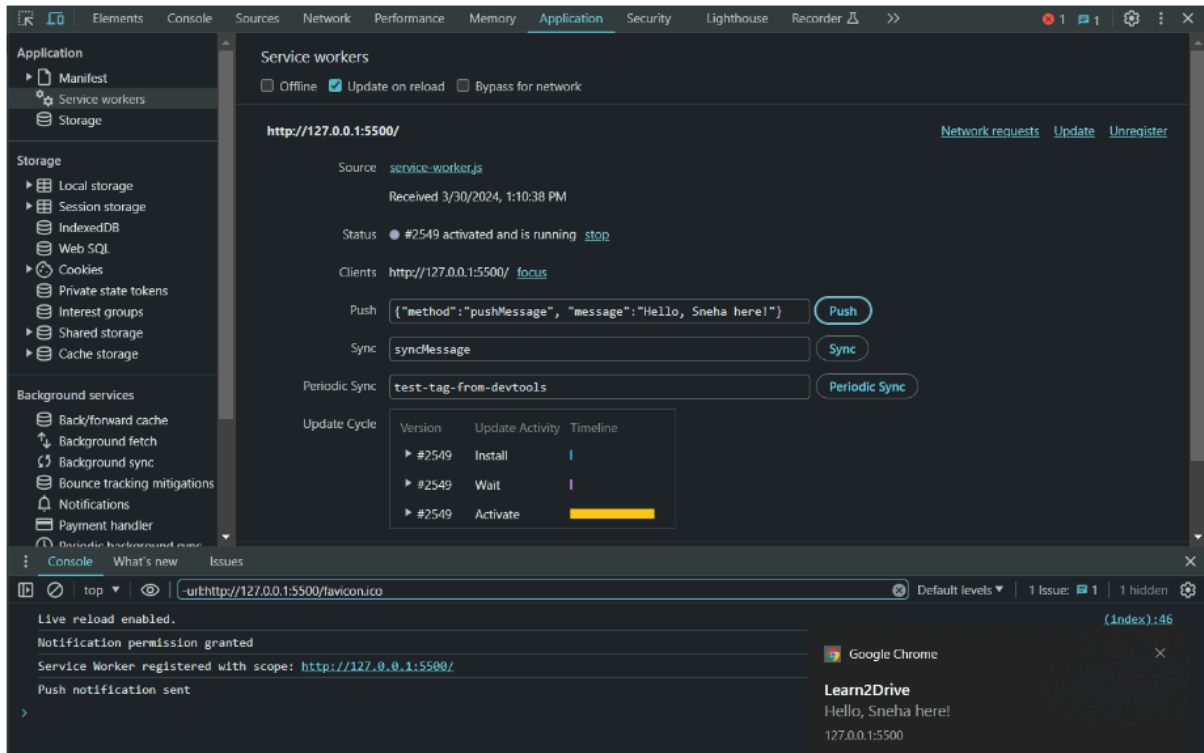 Elements Console Sources Network Performance Memory Application Security Lighthouse Recorder >> 1 1
Application
Manifest
Service workers
Storage
Storage
Local storage
Session storage
IndexedDB
Web SQL
Cookies
Private state tokens
Interest groups
Shared storage
Cache storage
Background services
Back/forward cache
Background fetch
Background sync
Bounce tracking mitigations
Notifications
Payment handler
Periodic background sync
Service workers
Offline Update on reload Bypass for network
http://127.0.0.1:5500/ Network requests Update Unregister
Source service-worker.js
Received 3/30/2024, 1:10:38 PM
Status #2549 activated and is running stop
Clients http://127.0.0.1:5500/ focus
Push {"method":"pushMessage", "message":"Hello, Sneha here!"} Push
Sync syncMessage Sync
Periodic Sync test-tag-from-devtools Periodic Sync
Update Cycle Version Update Activity Timeline
#2549 Install
#2549 Wait
#2549 Activate
Console What's new Issues
top -url:http://127.0.0.1:5500/favicon.ico Default levels 1 Issue: 1 1 hidden
Live reload enabled. (index):46
Notification permission granted
Service Worker registered with scope: http://127.0.0.1:5500/
Push notification sent
>
Google Chrome
Learn2Drive
Hello, Sneha here!
127.0.0.1:5500